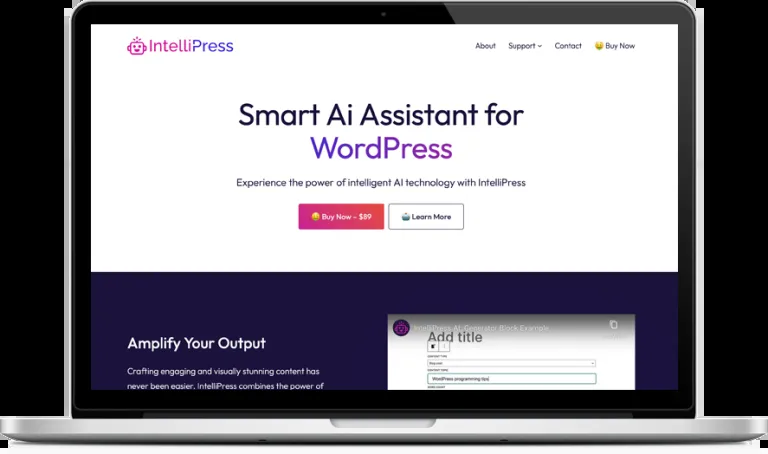 IntelliPress
About Support Contact Buy Now
Smart Ai Assistant for
WordPress
Experience the power of intelligent AI technology with IntelliPress
Buy Now – $89 Learn More
IntelliPress AI Generator Block Example
Add title
Amplify Your Output
WordPress programming tips
Crafting engaging and visually stunning content has
never been easier. IntelliPress combines the power of